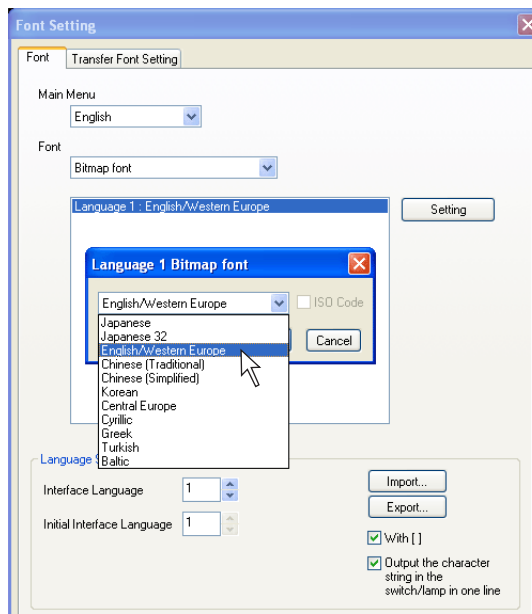 Font Setting
Font
Transfer Font Setting
Main Menu
English
Font
Bitmap font
Language 1 : English/Western Europe
Setting
Language 1 Bitmap font
English/Western Europe
ISO Code
Cancel
Japanese
Japanese 32
English/Western Europe
Chinese (Traditional)
Chinese (Simplified)
Korean
Central Europe
Cyrillic
Greek
Turkish
Baltic
Language
Interface Language
1
Import...
Export...
Initial Interface Language
1
With [ ]
Output the character
string in the
switch/lamp in one line